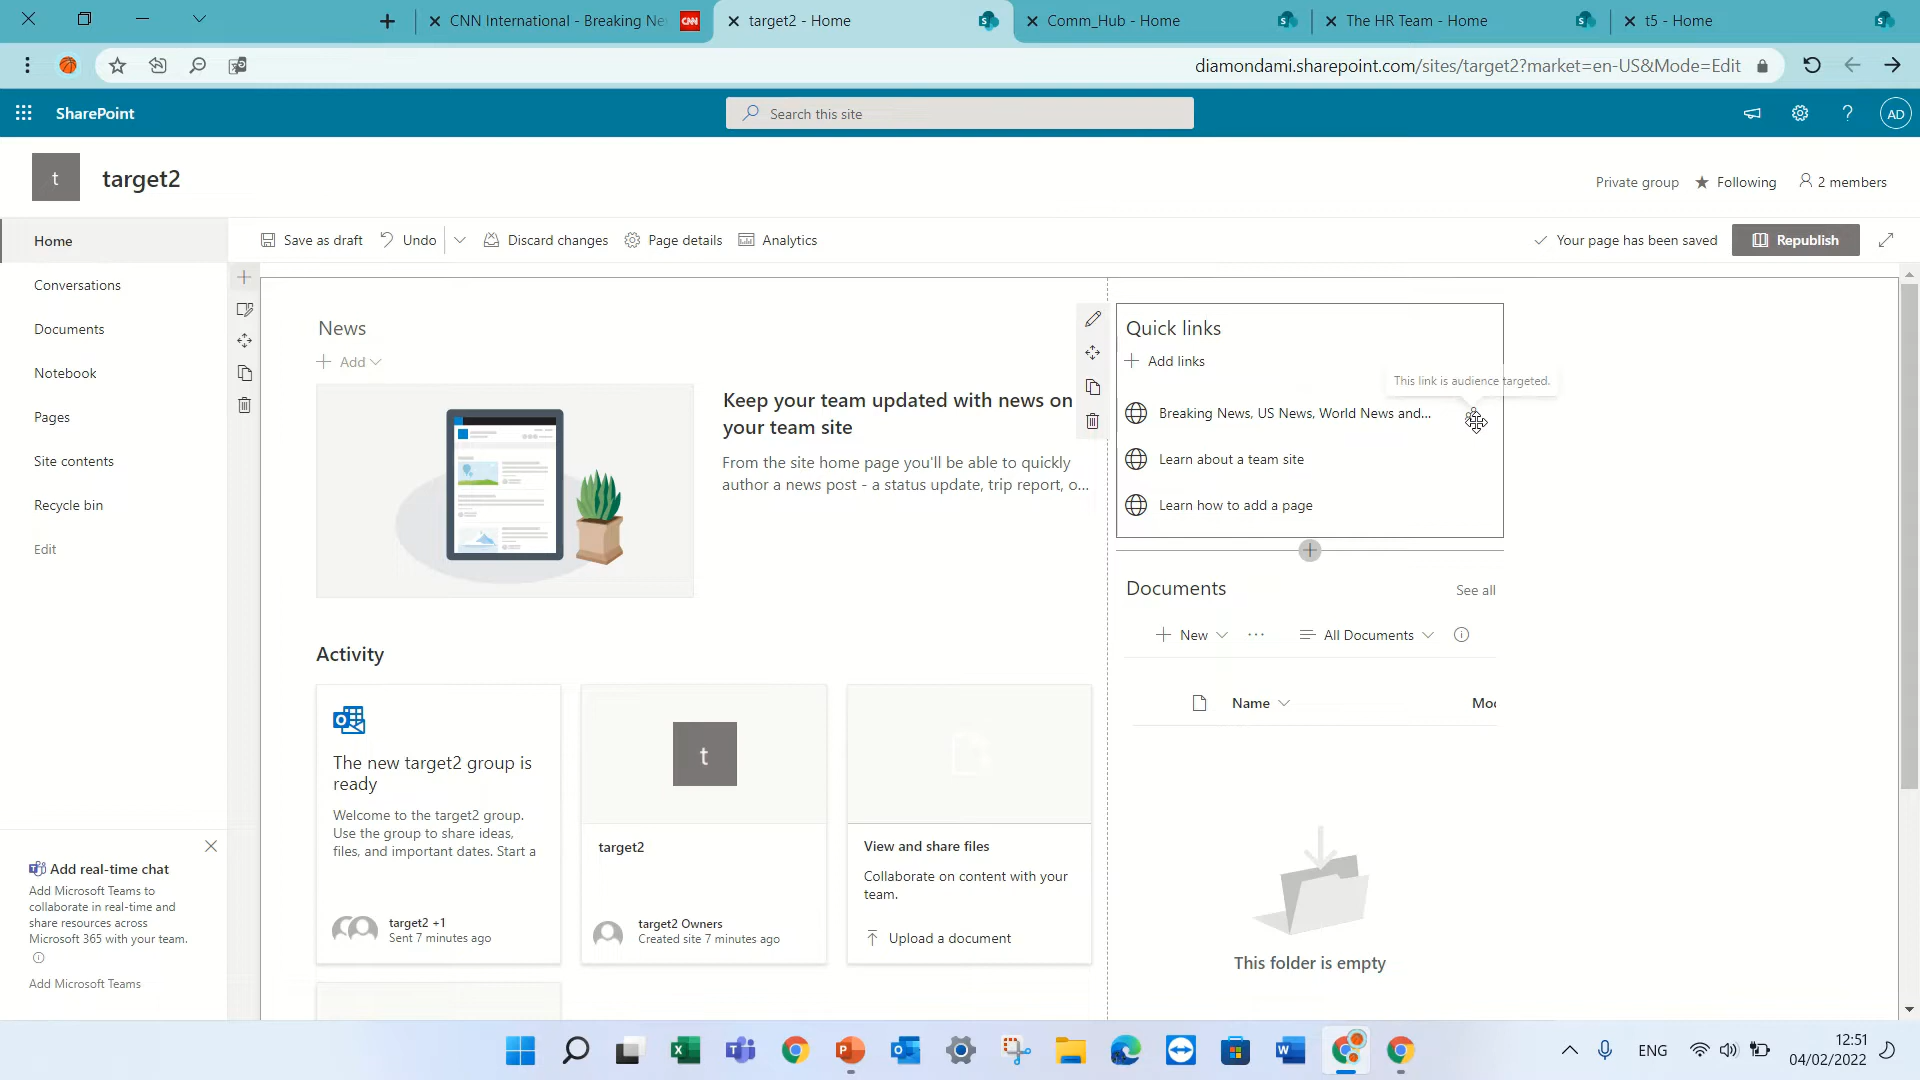 CNN International - Breaking Ne
CNN
target2 - Home
Comm_Hub - Home
The HR Team - Home
t5 - Home
diamondami.sharepoint.com/sites/target2?market=en-US&Mode=Edit
SharePoint
Search this site
AD
t
target2
Private group
Following
2 members
Home
Save as draft
Undo
Discard changes
Page details
Analytics
Your page has been saved
Republish
Conversations
Documents
Notebook
Pages
Site contents
Recycle bin
Edit
News
Add
Keep your team updated with news on
your team site
From the site home page you'll be able to quickly
author a news post - a status update, trip report, o...
Quick links
Add links
This link is audience targeted.
Breaking News, US News, World News and...
Learn about a team site
Learn how to add a page
Documents
See all
New
All Documents
Name
Mod
This folder is empty
Activity
The new target2 group is
ready
Welcome to the target2 group.
Use the group to share ideas,
files, and important dates. Start a
target2 +1
Sent 7 minutes ago
t
target2
target2 Owners
Created site 7 minutes ago
View and share files
Collaborate on content with your
team.
Upload a document
Add real-time chat
Add Microsoft Teams to
collaborate in real-time and
share resources across
Microsoft 365 with your team.
Add Microsoft Teams
ENG
12:51
04/02/2022